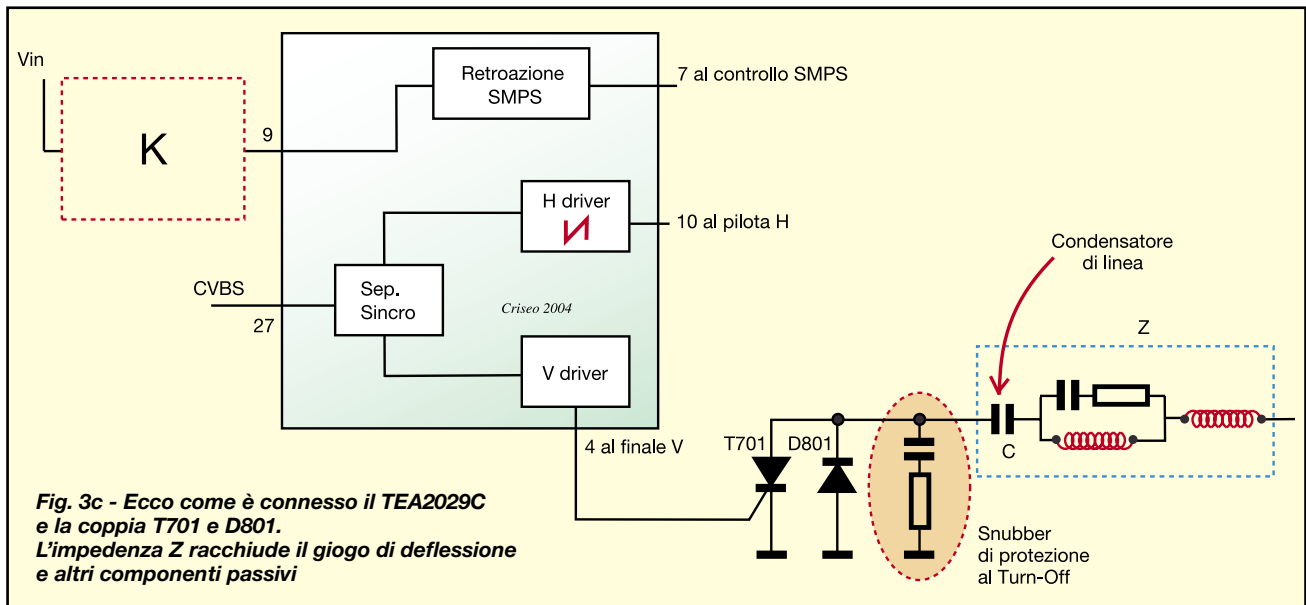 Vin
K
9
Retroazione
SMPS
7 al controllo SMPS
H driver
10 al pilota H
CVBS
27
Sep.
Sincro
Criseo 2004
V driver
4 al finale V
Condensatore
di linea
Z
C
T701
D801
Snubber
di protezione
al Turn-Off
Fig. 3c - Ecco come è connesso il TEA2029C
e la coppia T701 e D801.
L'impedenza Z racchiude il giogo di deflessione
e altri componenti passivi